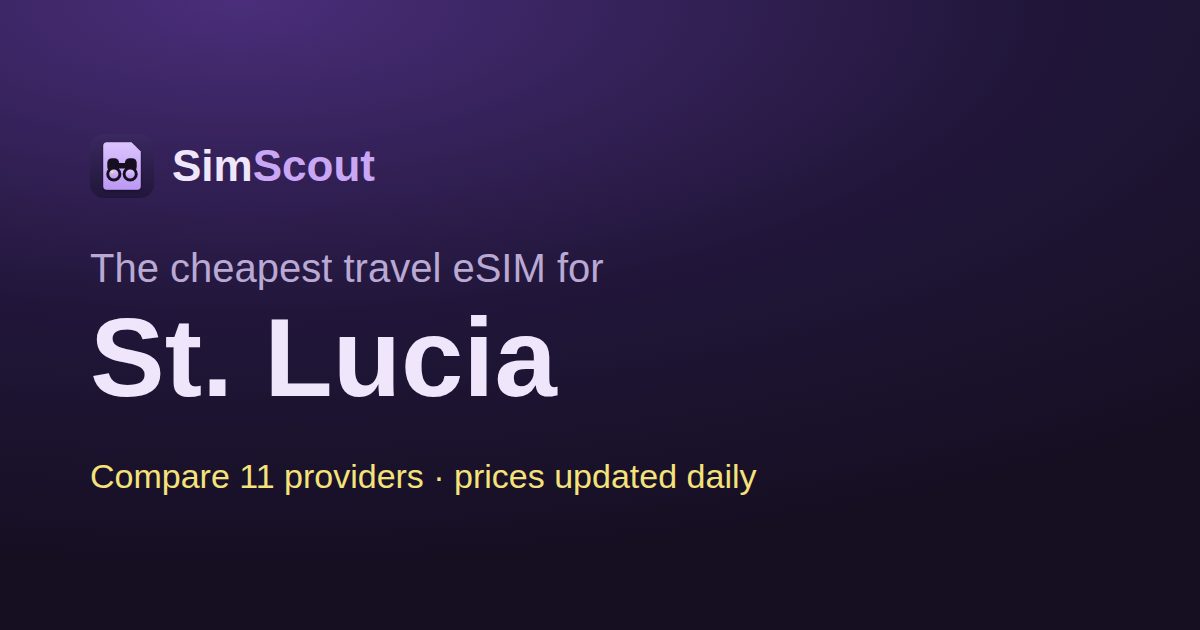 SimScout
The cheapest travel eSIM for
St. Lucia
Compare 11 providers · prices updated daily